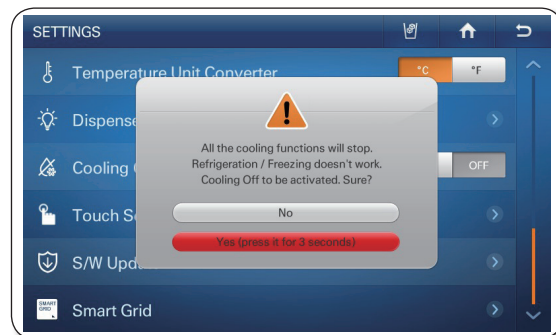 SETTINGS
Temperature Unit Converter
°C
°F
Dispense
All the cooling functions will stop.
Refrigeration / Freezing doesn't work.
Cooling Off to be activated. Sure?
Cooling
OFF
No
Touch S
Yes (press it for 3 seconds)
S/W Upd
SMART
GRID
Smart Grid